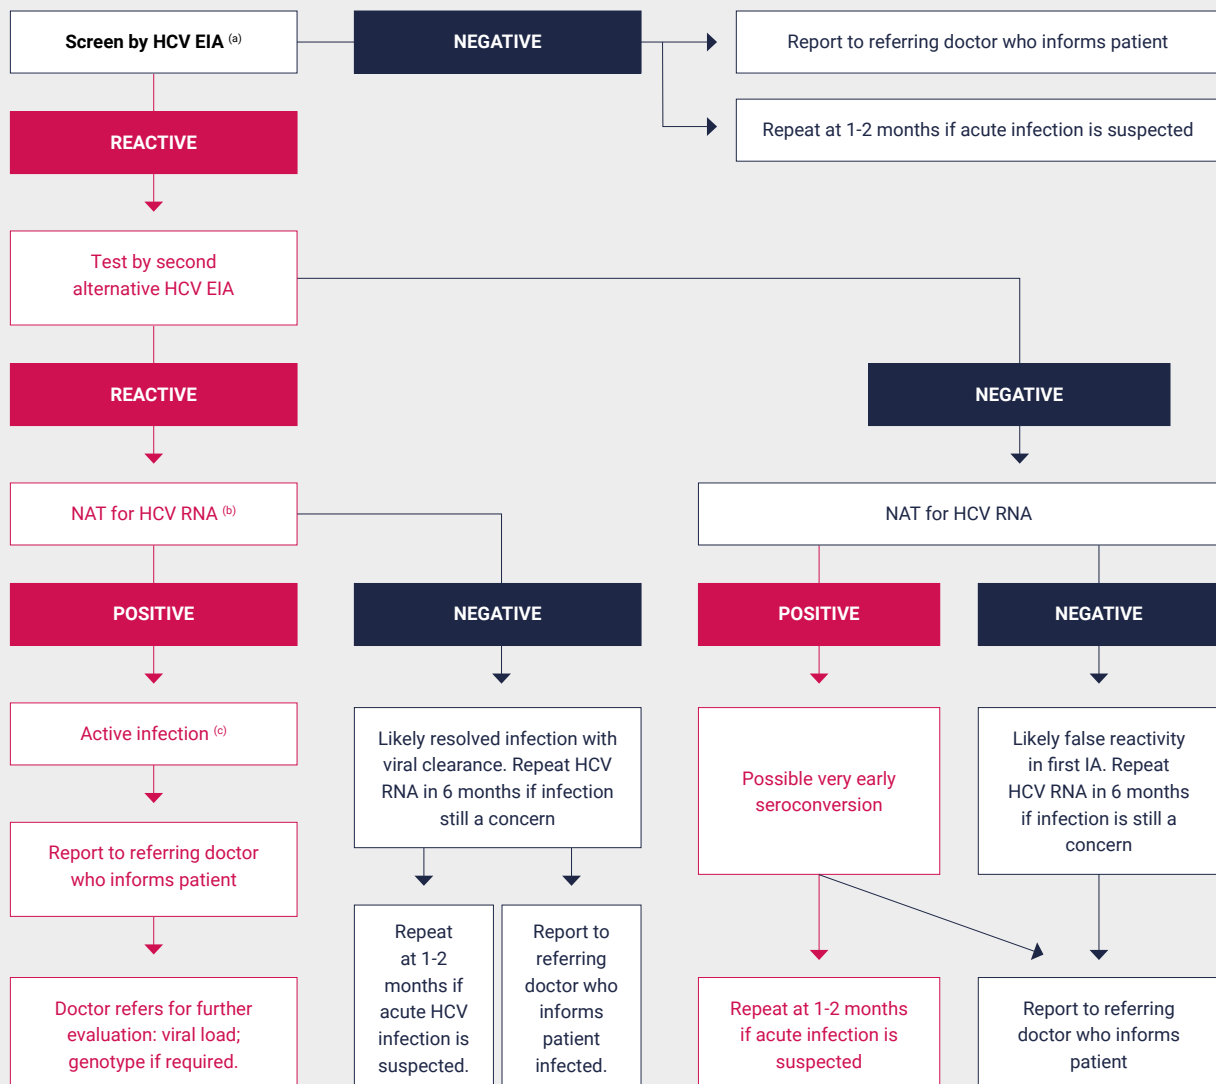 Screen by HCV EIA (a)
NEGATIVE
Report to referring doctor who informs patient
Repeat at 1-2 months if acute infection is suspected
REACTIVE
Test by second
alternative HCV EIA
REACTIVE
NEGATIVE
NAT for HCV RNA (b)
NAT for HCV RNA
POSITIVE
NEGATIVE
POSITIVE
NEGATIVE
Active infection (c)
Likely resolved infection with
viral clearance. Repeat HCV
RNA in 6 months if infection
still a concern
Possible very early
seroconversion
Likely false reactivity
in first IA. Repeat
HCV RNA in 6 months
if infection is still a
concern
Report to referring doctor
who informs patient
Doctor refers for further
evaluation: viral load;
genotype if required.
Repeat
at 1-2
months if
acute HCV
infection is
suspected.
Report to
referring
doctor who
informs
patient
infected.
Repeat at 1-2 months
if acute infection is
suspected
Report to referring
doctor who informs
patient